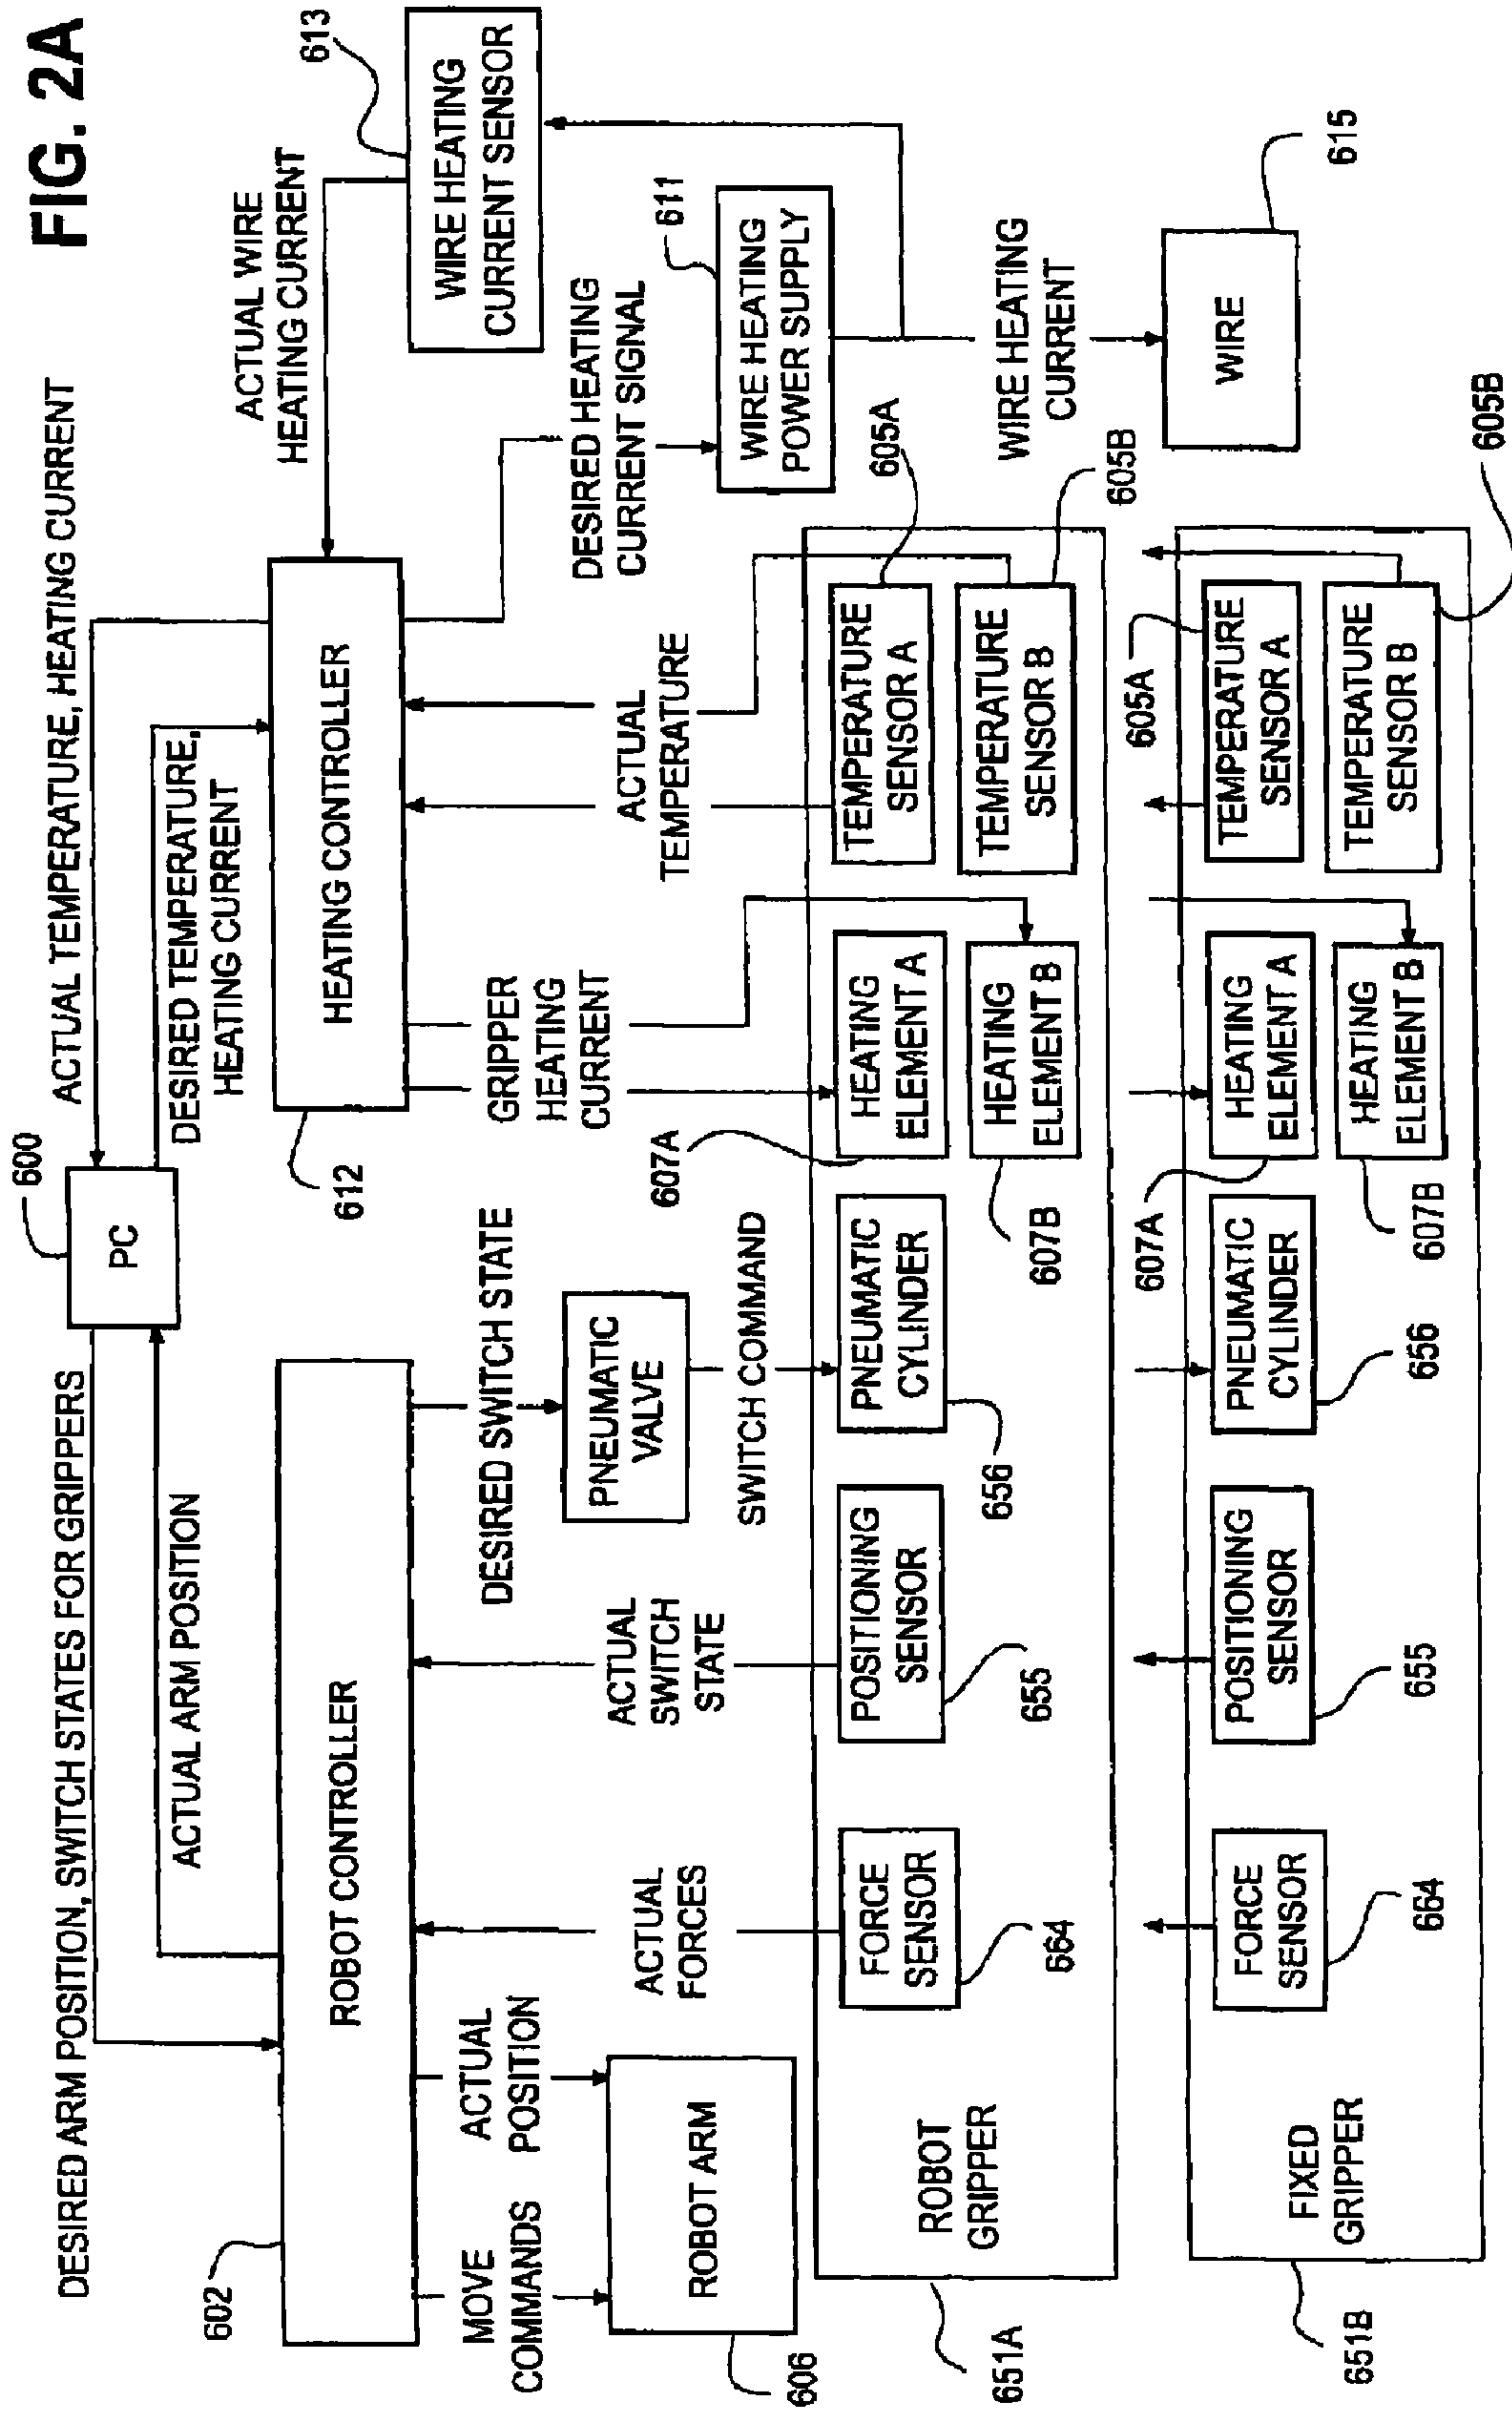 FIG. 2A
DESIRED ARM POSITION, SWITCH STATES FOR GRIPPERS
600
PC
ACTUAL TEMPERATURE, HEATING CURRENT
ACTUAL ARM POSITION
DESIRED TEMPERATURE,
HEATING CURRENT
ACTUAL WIRE
HEATING CURRENT
613
602
ROBOT CONTROLLER
612
HEATING CONTROLLER
WIRE HEATING
CURRENT SENSOR
MOVE
COMMANDS
ACTUAL
POSITION
ACTUAL
FORCES
ACTUAL
SWITCH
STATE
DESIRED SWITCH STATE
PNEUMATIC
VALVE
SWITCH COMMAND
GRIPPER
HEATING
CURRENT
ACTUAL
TEMPERATURE
DESIRED HEATING
CURRENT SIGNAL
611
WIRE HEATING
POWER SUPPLY
606
ROBOT ARM
607A
605A
651A
ROBOT
GRIPPER
FORCE
SENSOR
664
POSITIONING
SENSOR
655
PNEUMATIC
CYLINDER
656
HEATING
ELEMENT A
HEATING
ELEMENT B
607B
TEMPERATURE
SENSOR A
TEMPERATURE
SENSOR B
605B
WIRE HEATING
CURRENT
WIRE
615
651B
FIXED
GRIPPER
FORCE
SENSOR
664
POSITIONING
SENSOR
655
PNEUMATIC
CYLINDER
656
607A
HEATING
ELEMENT A
HEATING
ELEMENT B
607B
605A
TEMPERATURE
SENSOR A
TEMPERATURE
SENSOR B
605B